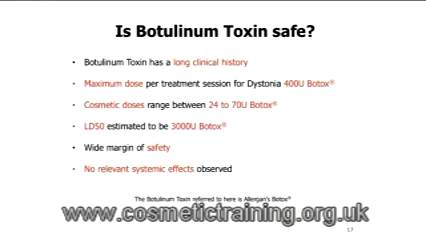 Is Botulinum Toxin safe?
• Botulinum Toxin has a long clinical history
• Maximum dose per treatment session for Dystonia 400U Botox®
• Cosmetic doses range between 24 to 70U Botox®
• LD50 estimated to be 3000U Botox®
• Wide margin of safety
• No relevant systemic effects observed
The Botulinum Toxin referred to here is Allergan's Botox®
www.cosmetictraining.org.uk
17